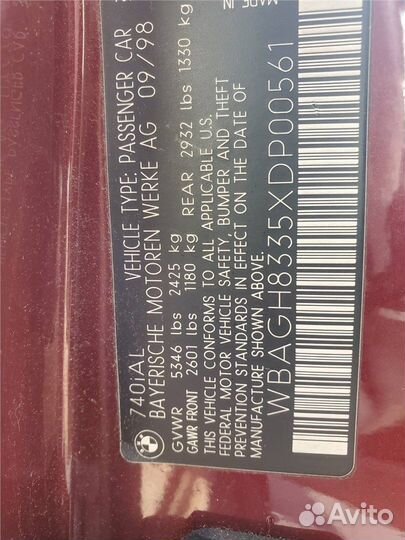 740iAL VEHICLE TYPE: PASSENGER CAR
BAYERISCHE MOTOREN WERKE AG 09/98
GVWR 5346 lbs 2425 kg
GAWR FRONT 2601 lbs 1180 kg REAR 2932 lbs 1330 kg
THIS VEHICLE CONFORMS TO ALL APPLICABLE U.S.
FEDERAL MOTOR VEHICLE SAFETY, BUMPER AND THEFT
PREVENTION STANDARDS IN EFFECT ON THE DATE OF
MANUFACTURE SHOWN ABOVE.
WBAGH8335XDP00561
MADE IN
Avito